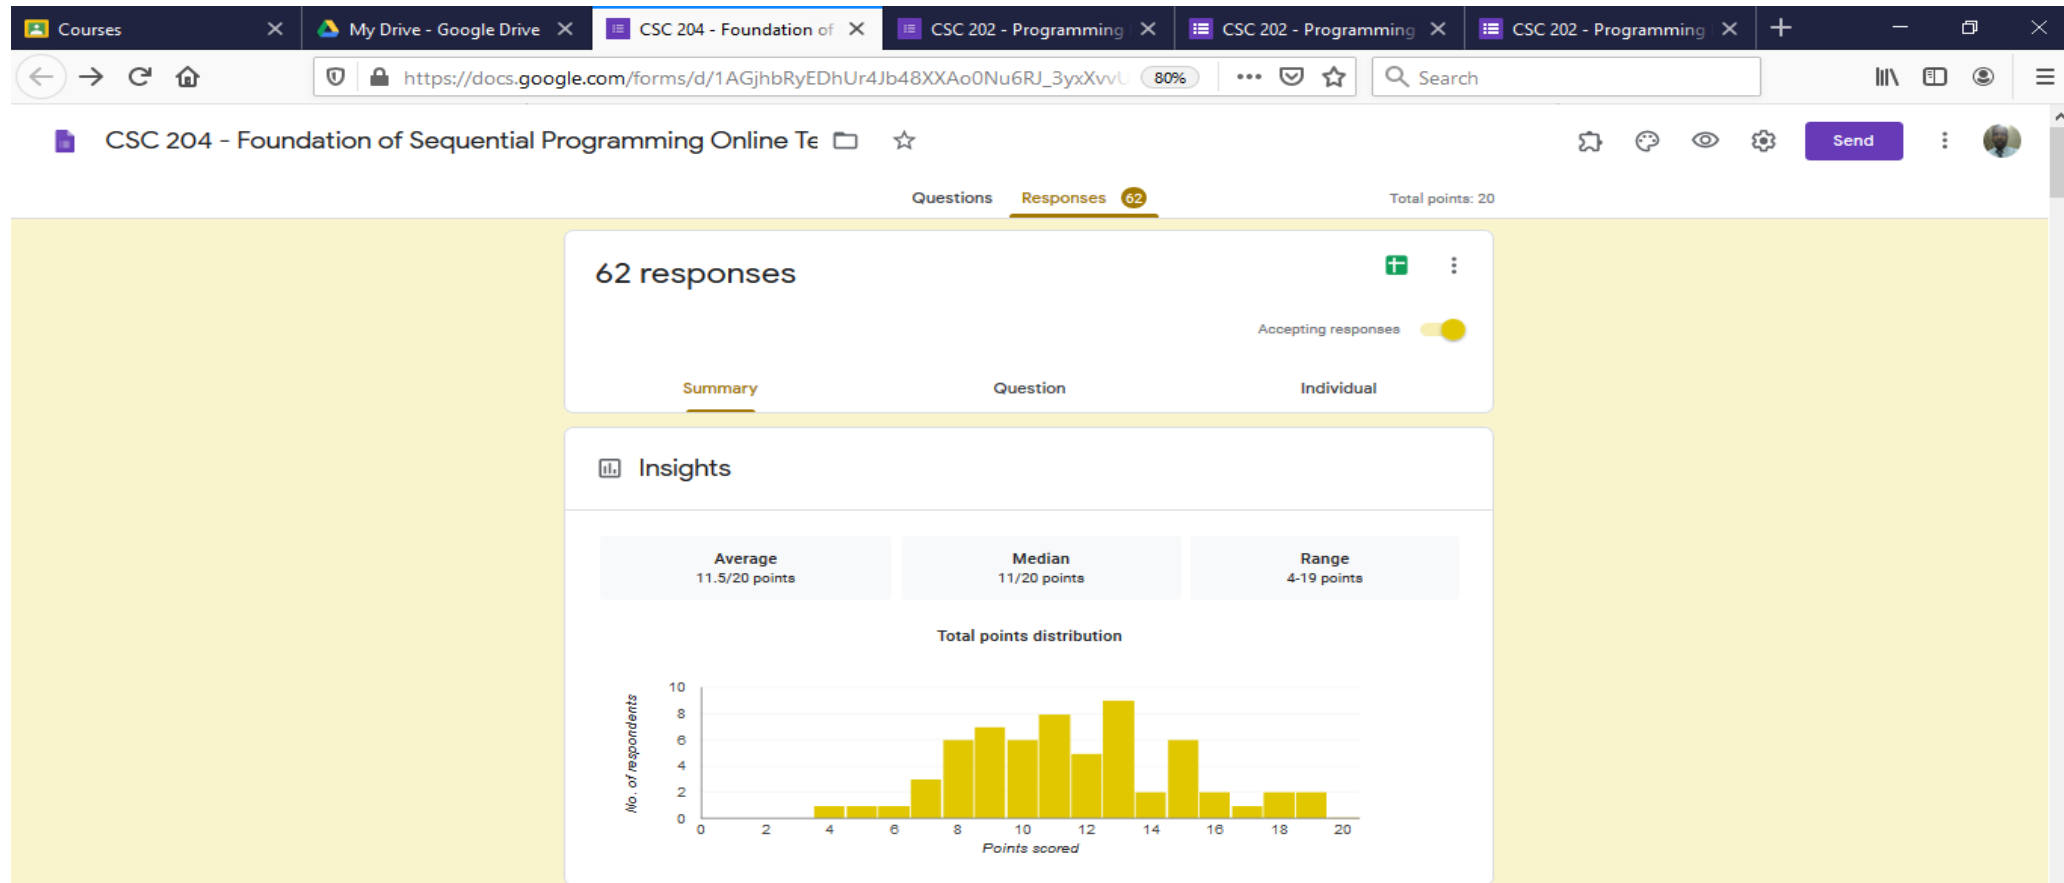 Courses
My Drive - Google Drive
CSC 204 - Foundation of
CSC 202 - Programming
CSC 202 - Programming
CSC 202 - Programming
https://docs.google.com/forms/d/1AGjhbRyEDhUr4Jb48XXAo0Nu6RJ_3yxXvvU
80%
Search
CSC 204 - Foundation of Sequential Programming Online Te
Send
Questions
Responses 62
Total points: 20
62 responses
Accepting responses
Summary
Question
Individual
Insights
Average
11.5/20 points
Median
11/20 points
Range
4-19 points
Total points distribution
No. of respondents
10
8
6
4
2
0
0 2 4 6 8 10 12 14 16 18 20
Points scored